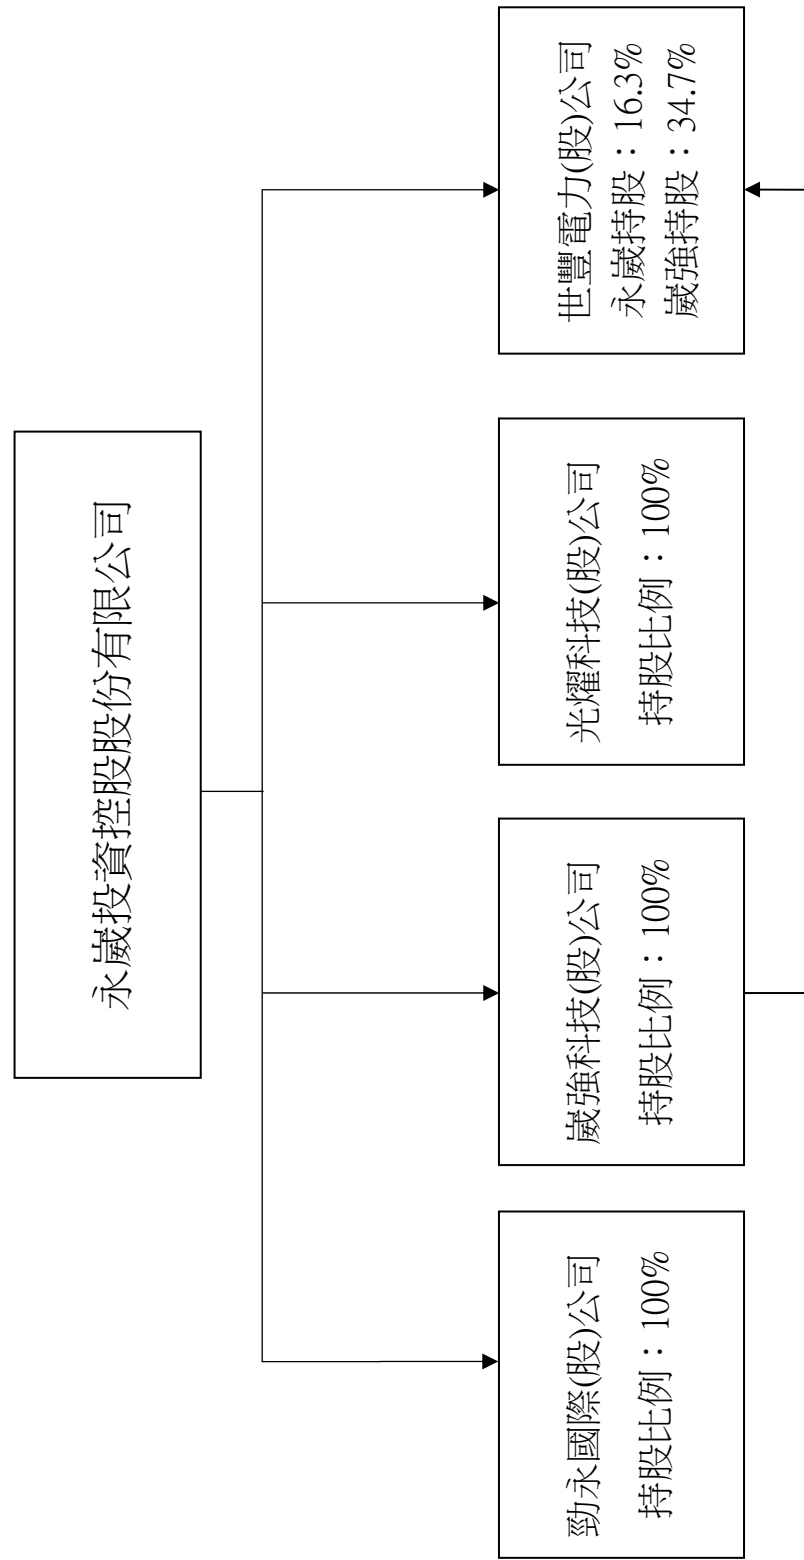 永崴投資控股股份有限公司
勁永國際(股)公司
持股比例：100%
崴強科技(股)公司
持股比例：100%
光燿科技(股)公司
持股比例：100%
世豐電力(股)公司
永崴持股：16.3%
崴強持股：34.7%